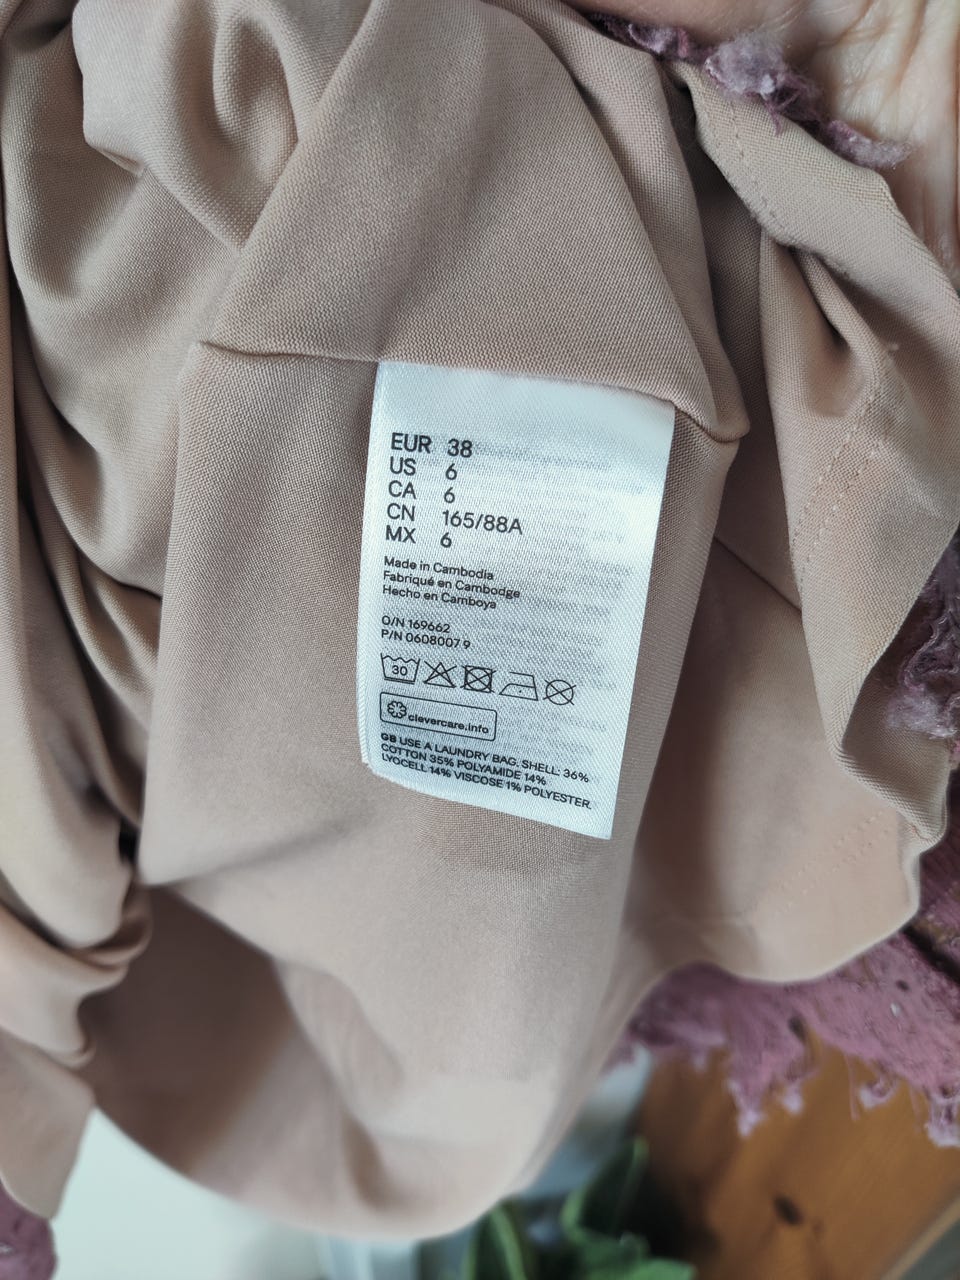 EUR 38
US 6
CA 6
CN 165/88A
MX 6
Made in Cambodia
Fabriqué en Cambodge
Hecho en Camboya
O/N 169662
P/N 0608007 9
30
clevercare.info
GB USE A LAUNDRY BAG. SHELL: 36%
COTTON 35% POLYAMIDE 14%
LYOCELL 14% VISCOSE 1% POLYESTER.